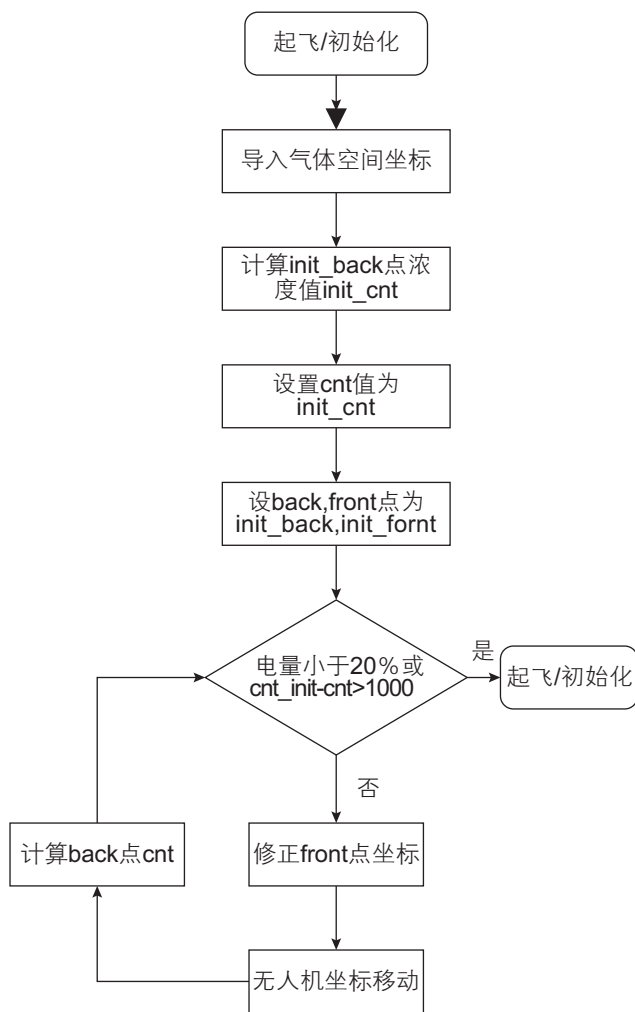 起飞/初始化
导入气体空间坐标
计算init_back点浓
度值init_cnt
设置cnt值为
init_cnt
设back,front点为
init_back,init_fornt
电量小于20%或
cnt_init-cnt>1000
是
起飞/初始化
否
计算back点cnt
修正front点坐标
无人机坐标移动